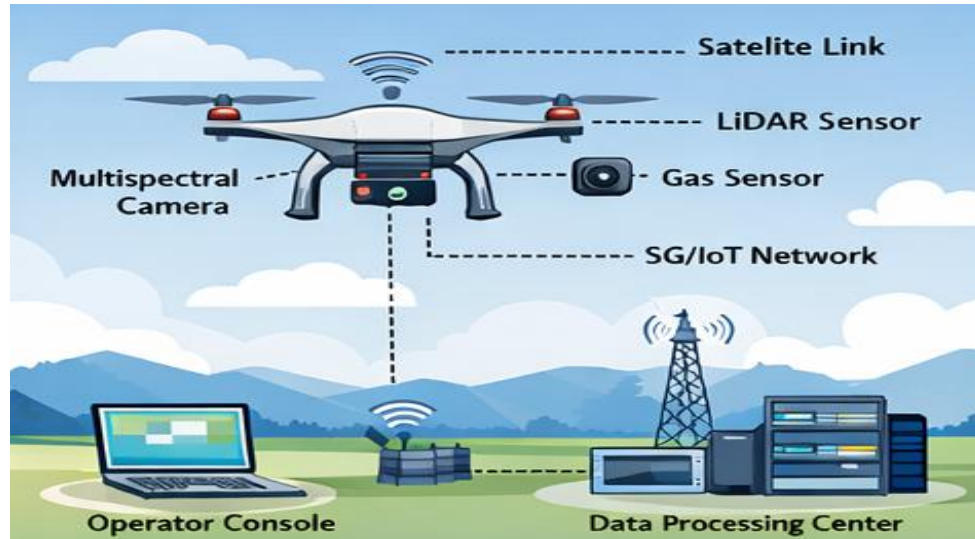 Satelite Link
LiDAR Sensor
Multispectral
Camera
Gas Sensor
SG/IoT Network
Operator Console
Data Processing Center